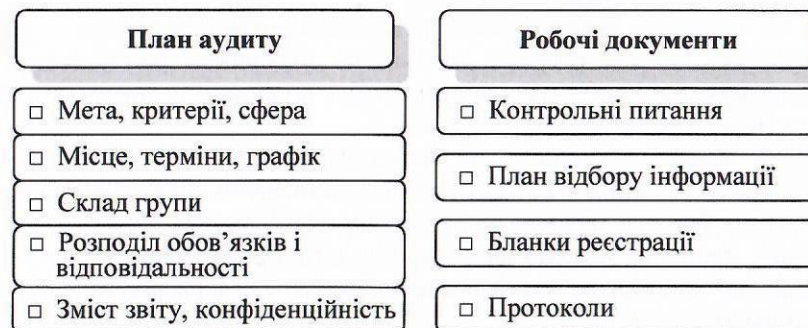 План аудиту
□ Мета, критерії, сфера
□ Місце, терміни, графік
□ Склад групи
□ Розподіл обов’язків і
відповідальності
□ Зміст звіту, конфіденційність
Робочі документи
□ Контрольні питання
□ План відбору інформації
□ Бланки реєстрації
□ Протоколи